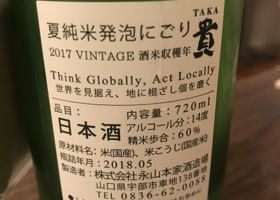 夏純米発泡にごり
TAKA
貴
2017 VINTAGE 酒米収穫年
Think Globally, Act Locally
世界を見据え、地に根ざし個を磨く
品目：
日本酒
内容量：720ml
アルコール分：14度
精米歩合：60%
原材料名：米(国産)、米こうじ(国産米)
瓶詰年月：2018.05
製造者：株式会社永山本家酒造場
山口県宇部市車地138番地
TEL 0836-62-0088